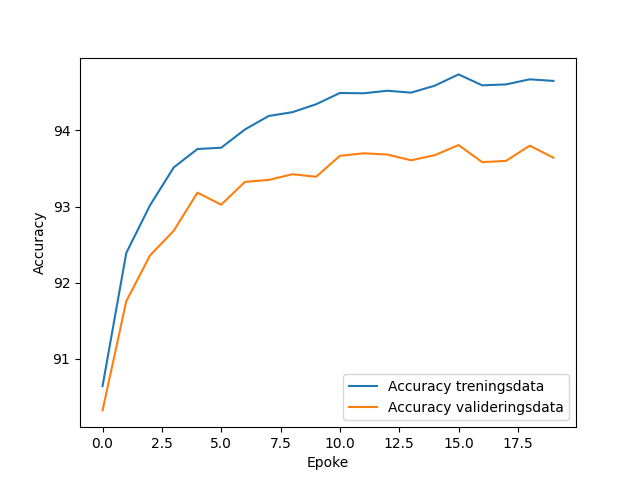 94
93
92
91
Accuracy
0.0 2.5 5.0 7.5 10.0 12.5 15.0 17.5
Epoke
Accuracy treningsdata
Accuracy valideringsdata